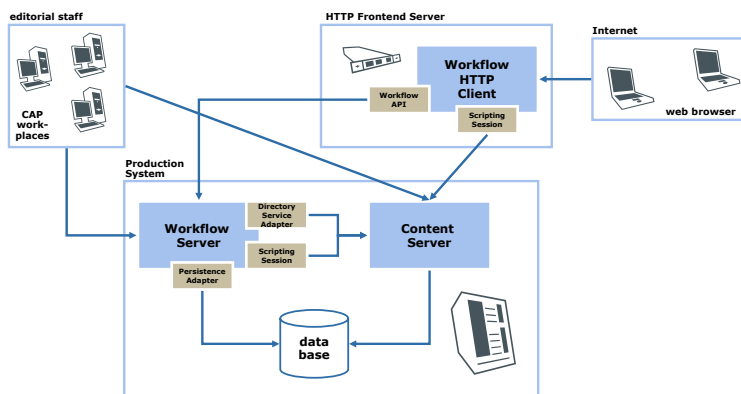 editorial staff
CAP
work-
places
HTTP Frontend Server
Workflow
HTTP
Client
Workflow
API
Scripting
Session
Internet
web browser
Production
System
Workflow
Server
Directory
Service
Adapter
Scripting
Session
Persistence
Adapter
Content
Server
data
base